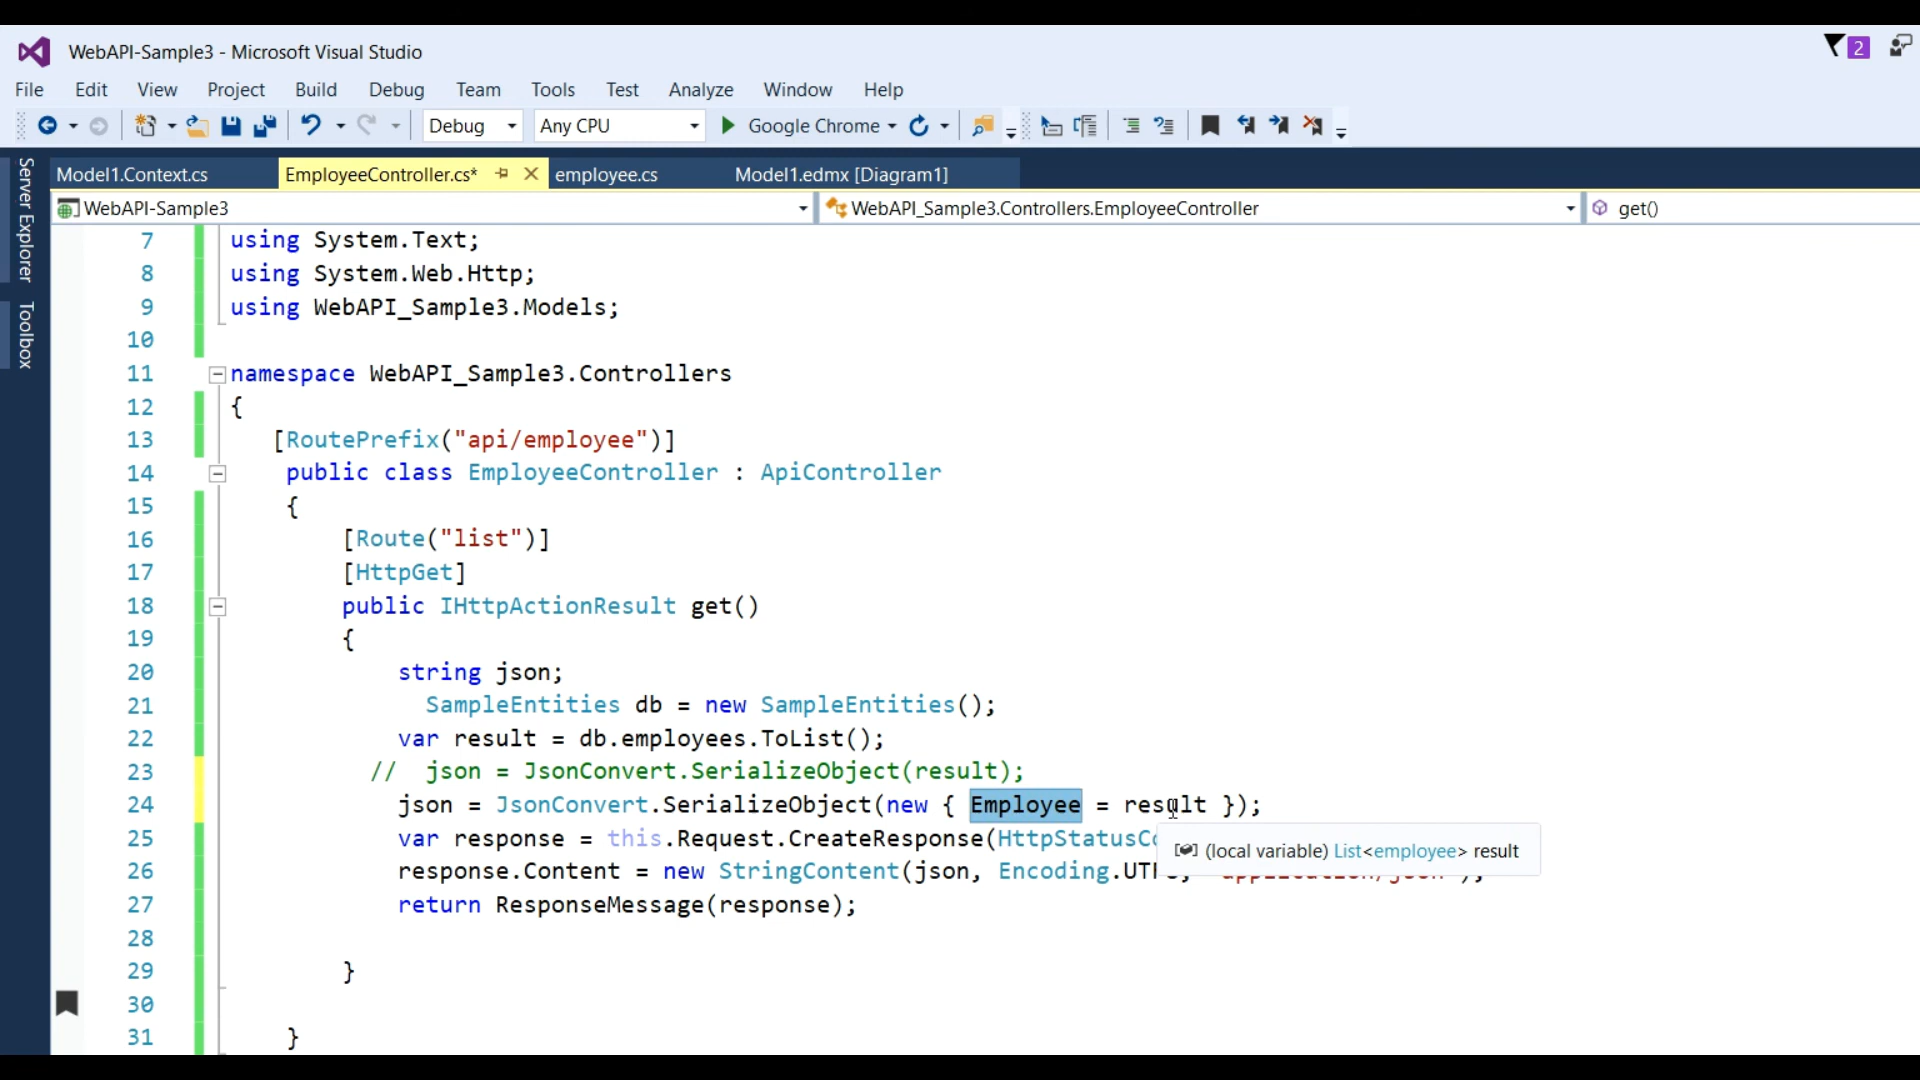 WebAPI-Sample3 - Microsoft Visual Studio
2
File Edit View Project Build Debug Team Tools Test Window Analyze Help
Debug Any CPU Google Chrome
Server Explorer
Toolbox
Model1.Context.cs EmployeeController.cs* employee.cs Model1.edmx [Diagram1]
WebAPI-Sample3 WebAPI_Sample3.Controllers.EmployeeController get()
7 using System.Text;
8 using System.Web.Http;
9 using WebAPI_Sample3.Models;
10
11 namespace WebAPI_Sample3.Controllers
12 {
13 [RoutePrefix("api/employee")]
14 public class EmployeeController : ApiController
15 {
16 [Route("list")]
17 [HttpGet]
18 public IHttpActionResult get()
19 {
20 string json;
21 SampleEntities db = new SampleEntities();
22 var result = db.employees.ToList();
23 // json = JsonConvert.SerializeObject(result);
24 json = JsonConvert.SerializeObject(new { Employee = result });
25 var response = this.Request.CreateResponse(
(local variable) List<employee> result
26 response.Content = new StringContent(json, Encoding.
27 return ResponseMessage(response);
28
29 }
30
31 }